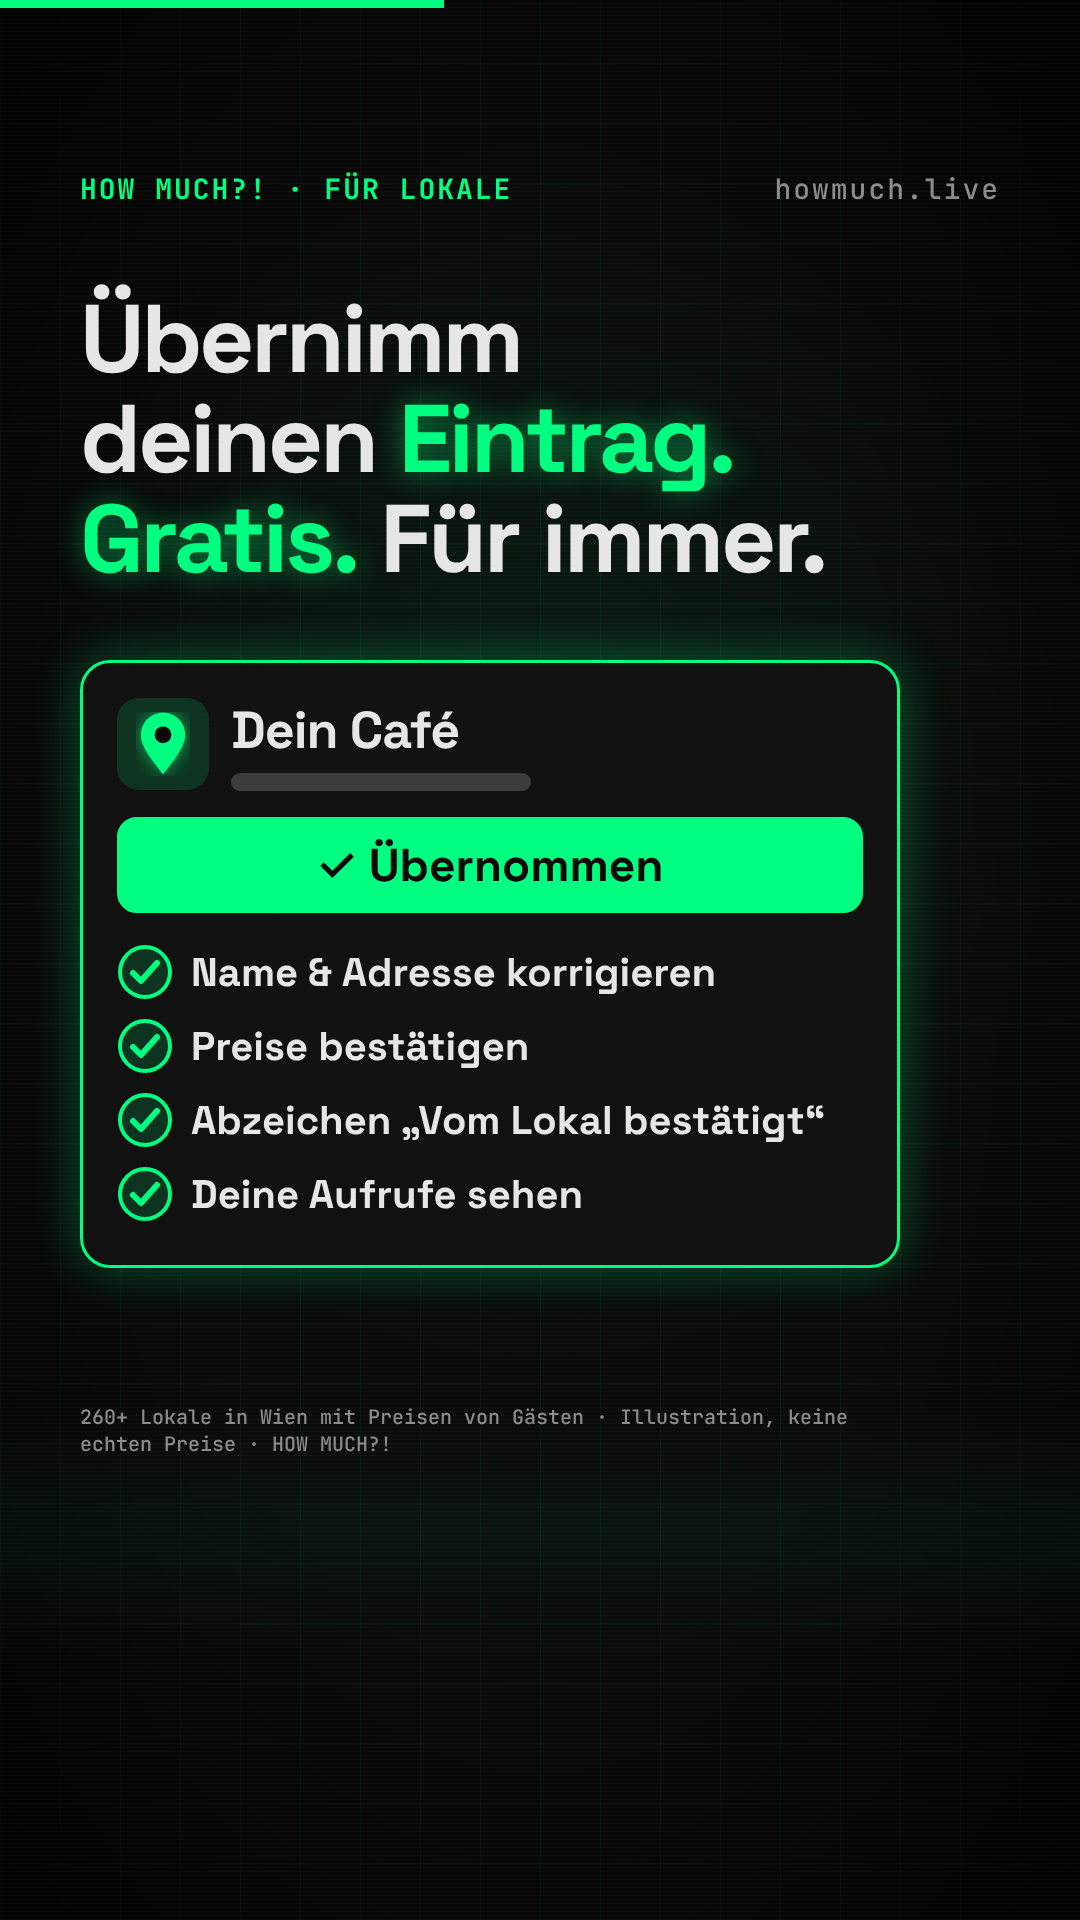 HOW MUCH?! · FÜR LOKALE
howmuch.live
Übernimm
deinen Eintrag.
Gratis. Für immer.
Dein Café
✓ Übernommen
Name & Adresse korrigieren
Preise bestätigen
Abzeichen „Vom Lokal bestätigt“
Deine Aufrufe sehen
260+ Lokale in Wien mit Preisen von Gästen · Illustration, keine
echten Preise · HOW MUCH?!